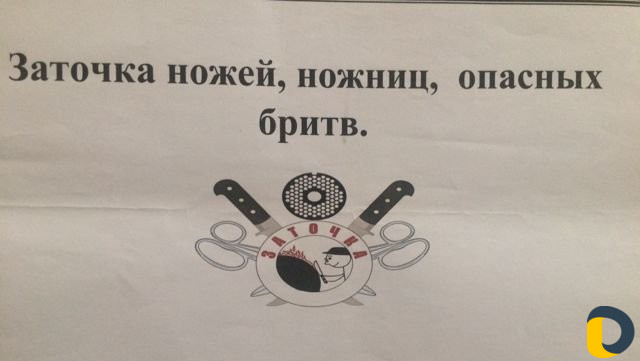 Заточка ножей, ножниц, опасных
бритв.
ЗАТОЧКА